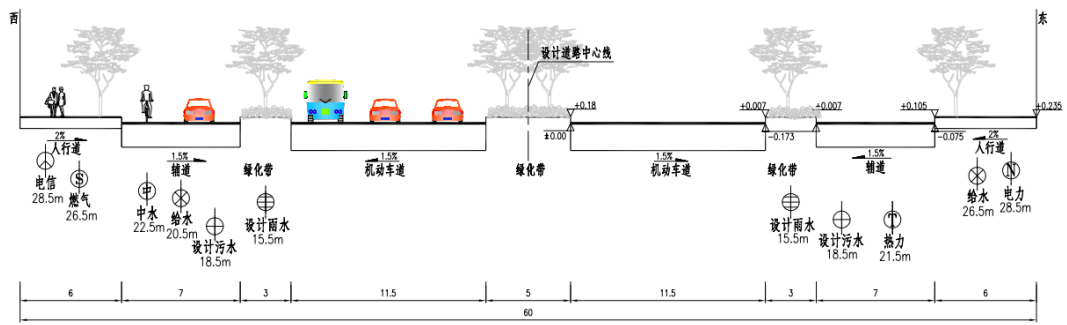 西
东
设计道路中心线
+0.18
+0.007
+0.007
+0.105
+0.235
±0.00
-0.173
-0.075
2%
人行道
1.5%
辅道
绿化带
1.5%
机动车道
绿化带
1.5%
机动车道
绿化带
1.5%
辅道
2%
人行道
电信
28.5m
S
燃气
26.5m
中
中水
22.5m
给水
20.5m
设计污水
18.5m
设计雨水
15.5m
设计雨水
15.5m
设计污水
18.5m
T
热力
21.5m
给水
26.5m
N
电力
28.5m
6
7
3
11.5
5
11.5
3
7
6
60